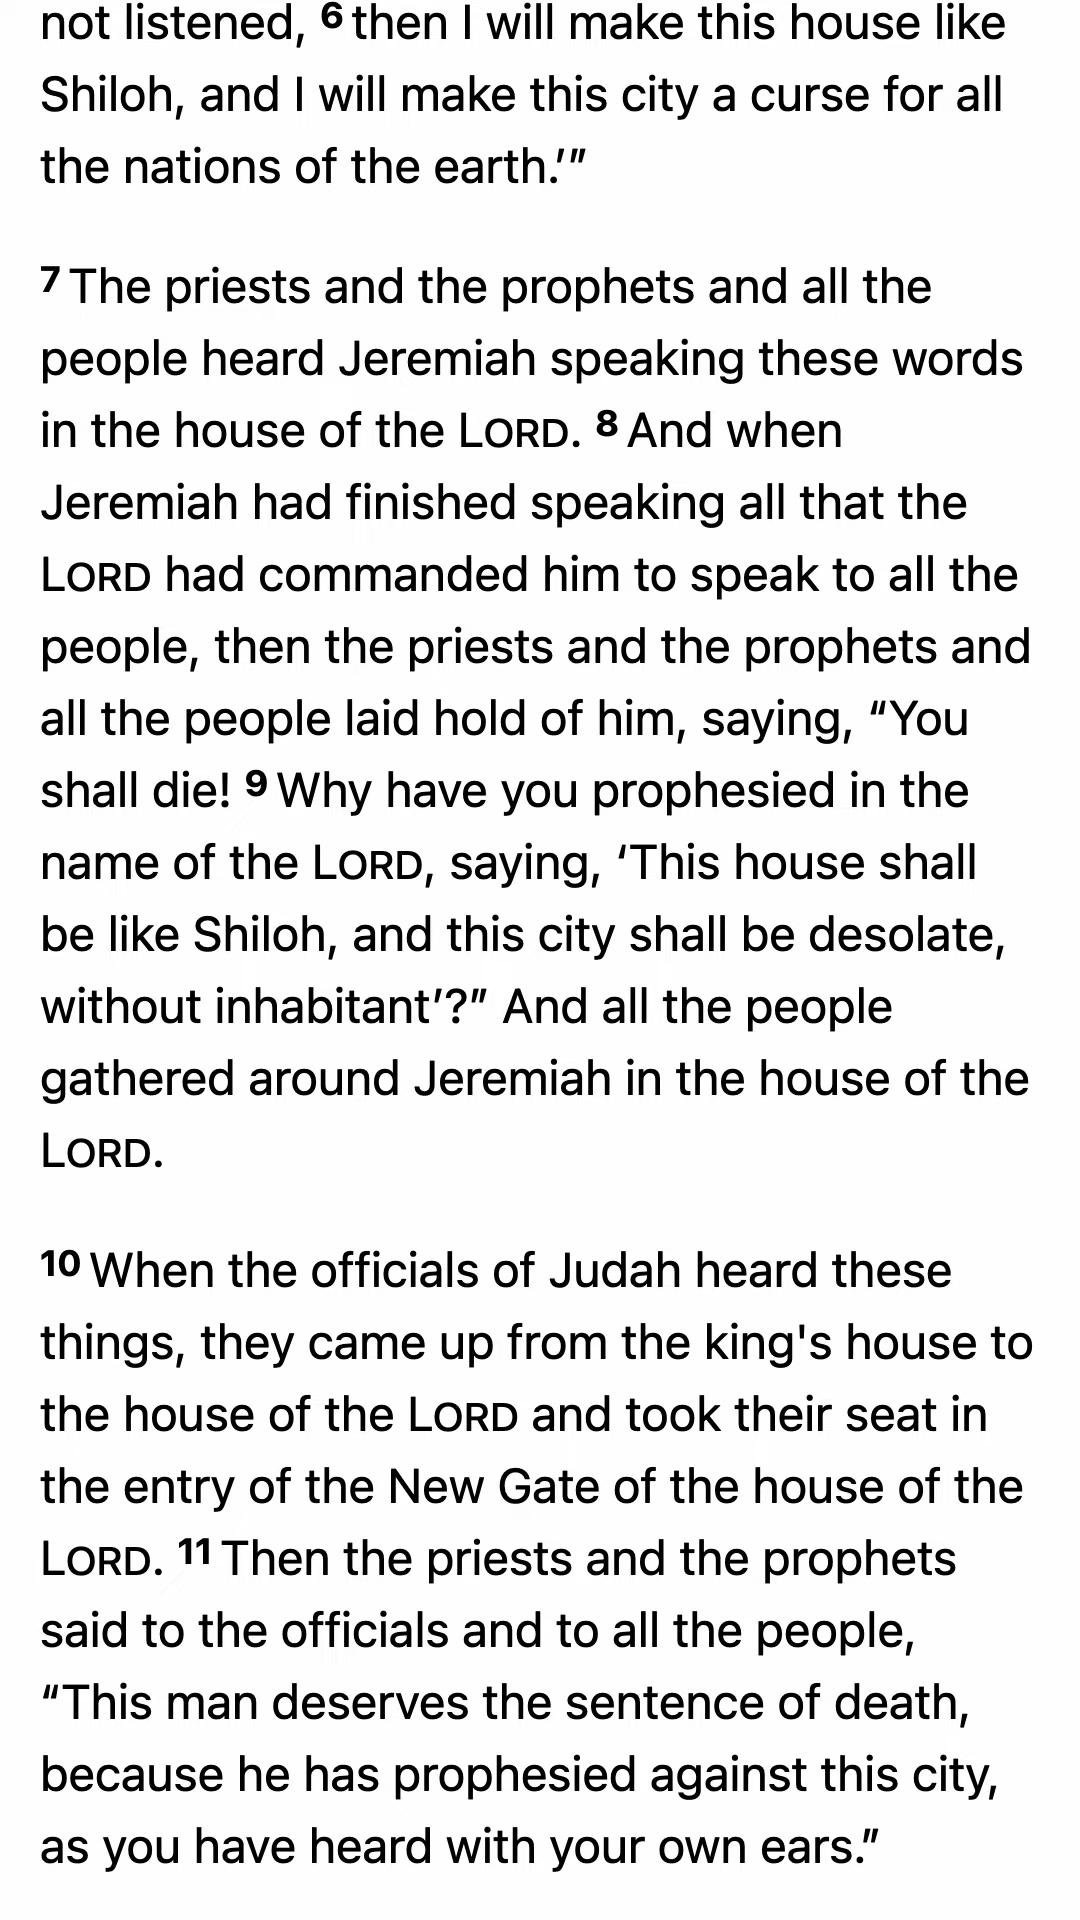 not listened, 6 then I will make this house like
Shiloh, and I will make this city a curse for all
the nations of the earth.’”
7 The priests and the prophets and all the
people heard Jeremiah speaking these words
in the house of the LORD. 8 And when
Jeremiah had finished speaking all that the
LORD had commanded him to speak to all the
people, then the priests and the prophets and
all the people laid hold of him, saying, “You
shall die! 9 Why have you prophesied in the
name of the LORD, saying, ‘This house shall
be like Shiloh, and this city shall be desolate,
without inhabitant’?” And all the people
gathered around Jeremiah in the house of the
LORD.
10 When the officials of Judah heard these
things, they came up from the king's house to
the house of the LORD and took their seat in
the entry of the New Gate of the house of the
LORD. 11 Then the priests and the prophets
said to the officials and to all the people,
“This man deserves the sentence of death,
because he has prophesied against this city,
as you have heard with your own ears.”